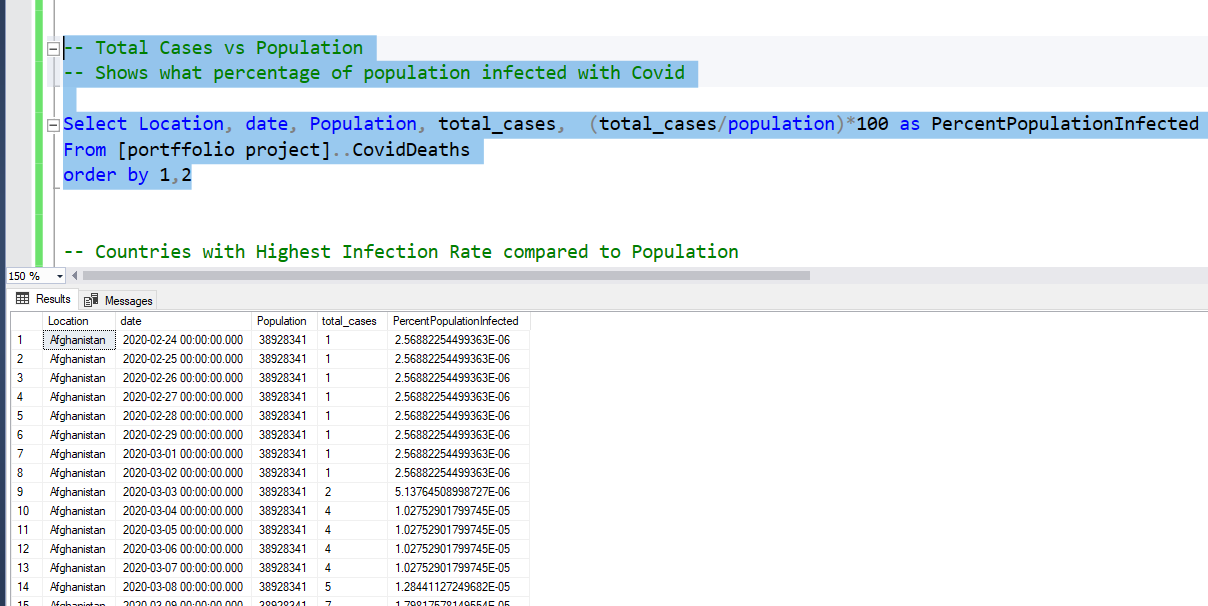 -- Total Cases vs Population
-- Shows what percentage of population infected with Covid
Select Location, date, Population, total_cases,  (total_cases/population)*100 as PercentPopulationInfected
From [portffolio project]..CovidDeaths
order by 1,2
-- Countries with Highest Infection Rate compared to Population
150 %
Results Messages
Location date Population total_cases PercentPopulationInfected
1 Afghanistan 2020-02-24 00:00:00.000 38928341 1 2.56882254499363E-06
2 Afghanistan 2020-02-25 00:00:00.000 38928341 1 2.56882254499363E-06
3 Afghanistan 2020-02-26 00:00:00.000 38928341 1 2.56882254499363E-06
4 Afghanistan 2020-02-27 00:00:00.000 38928341 1 2.56882254499363E-06
5 Afghanistan 2020-02-28 00:00:00.000 38928341 1 2.56882254499363E-06
6 Afghanistan 2020-02-29 00:00:00.000 38928341 1 2.56882254499363E-06
7 Afghanistan 2020-03-01 00:00:00.000 38928341 1 2.56882254499363E-06
8 Afghanistan 2020-03-02 00:00:00.000 38928341 1 2.56882254499363E-06
9 Afghanistan 2020-03-03 00:00:00.000 38928341 2 5.13764508998727E-06
10 Afghanistan 2020-03-04 00:00:00.000 38928341 4 1.02752901799745E-05
11 Afghanistan 2020-03-05 00:00:00.000 38928341 4 1.02752901799745E-05
12 Afghanistan 2020-03-06 00:00:00.000 38928341 4 1.02752901799745E-05
13 Afghanistan 2020-03-07 00:00:00.000 38928341 4 1.02752901799745E-05
14 Afghanistan 2020-03-08 00:00:00.000 38928341 5 1.28441127249682E-05
15 Afghanistan 2020-03-09 00:00:00.000 38928341 7 1.79817578149554E-05